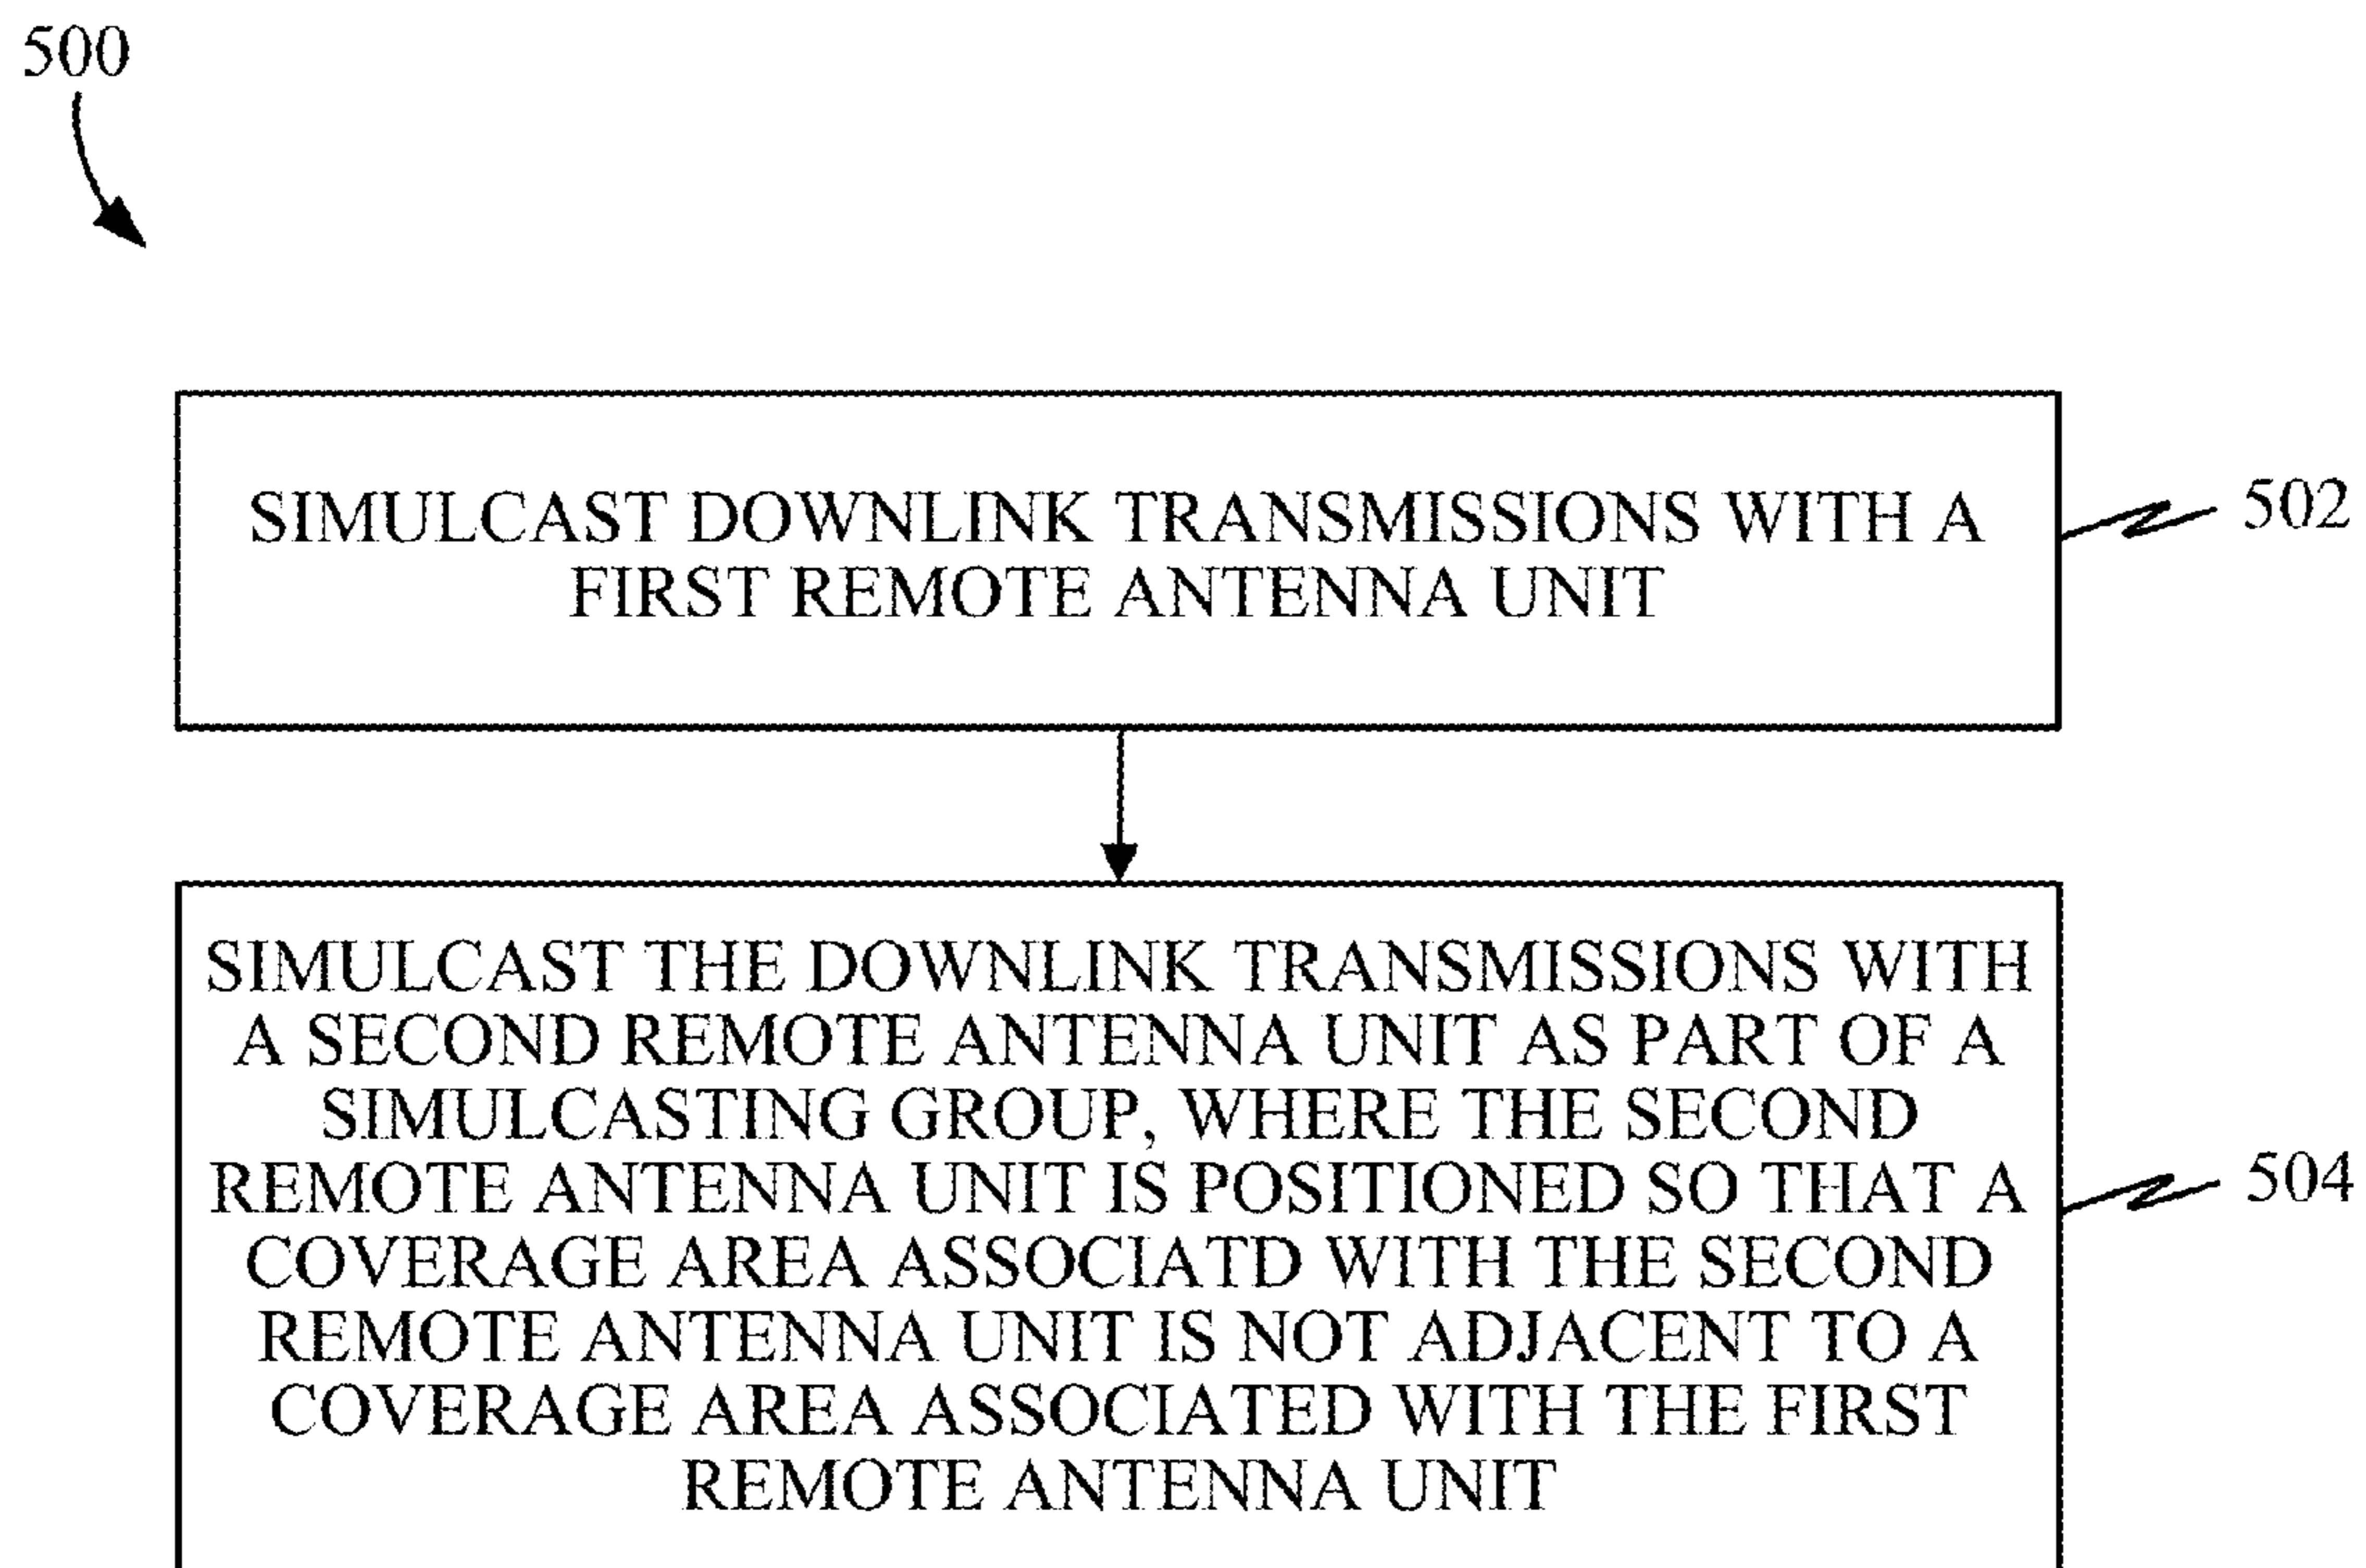 500
SIMULCAST DOWNLINK TRANSMISSIONS WITH A
FIRST REMOTE ANTENNA UNIT
502
SIMULCAST THE DOWNLINK TRANSMISSIONS WITH
A SECOND REMOTE ANTENNA UNIT AS PART OF A
SIMULCASTING GROUP, WHERE THE SECOND
REMOTE ANTENNA UNIT IS POSITIONED SO THAT A
COVERAGE AREA ASSOCIATD WITH THE SECOND
REMOTE ANTENNA UNIT IS NOT ADJACENT TO A
COVERAGE AREA ASSOCIATED WITH THE FIRST
REMOTE ANTENNA UNIT
504